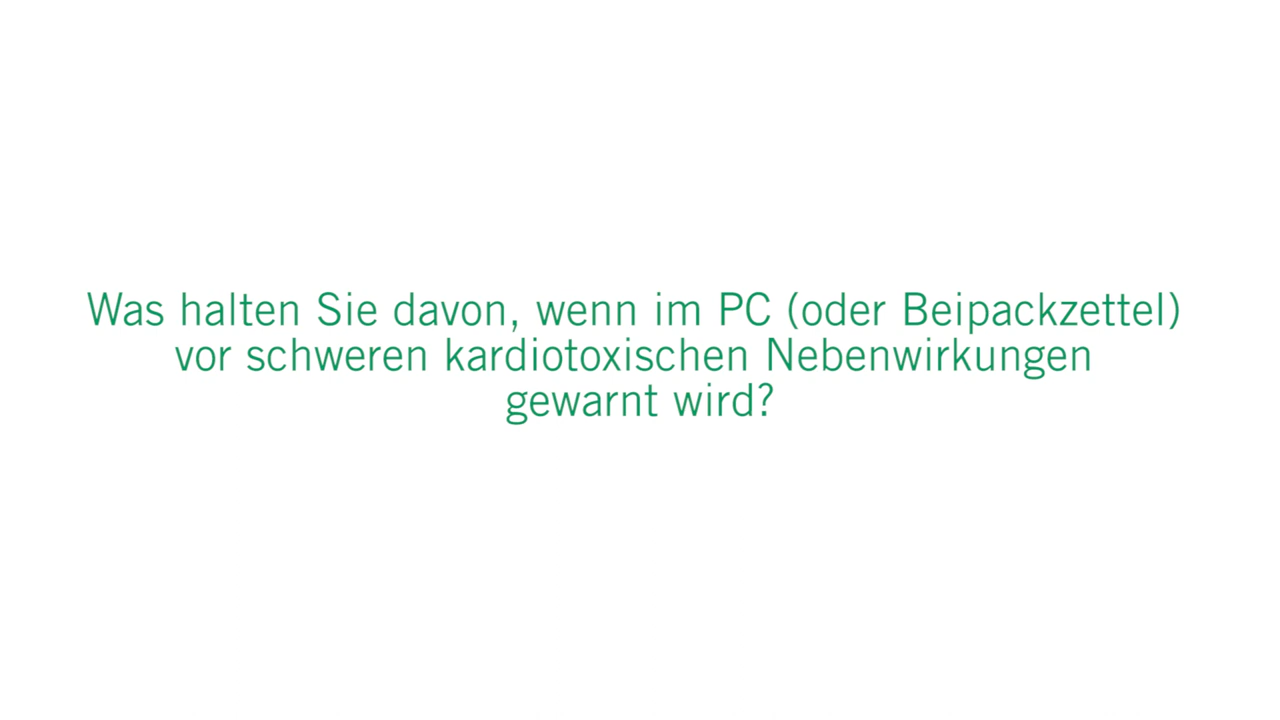 Was halten Sie davon, wenn im PC (oder Beipackzettel)
vor schweren kardiotoxischen Nebenwirkungen
gewarnt wird?